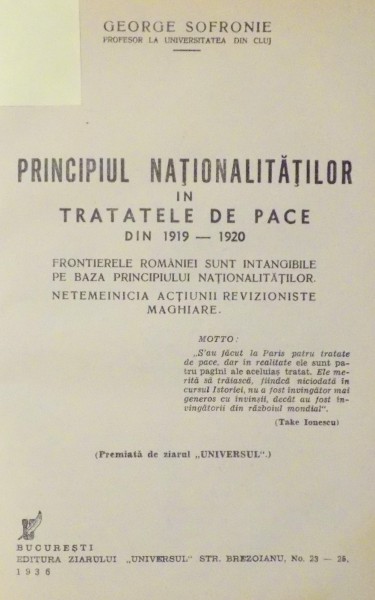 GEORGE SOFRONIE
PROFESOR LA UNIVERSITATEA DIN CLUJ
PRINCIPIUL NAȚIONALITĂȚILOR
IN
TRATATELE DE PACE
DIN 1919 — 1920
FRONTIERELE ROMÂNIEI SUNT INTANGIBILE
PE BAZA PRINCIPIULUI NAȚIONALITĂȚILOR.
NETEMEINICIA ACȚIUNII REVIZIONISTE
MAGHIARE.
MOTTO:
„S'au făcut la Paris patru tratate
de pace, dar în realitate ele sunt pa-
tru pagini ale aceluiaș tratat. Ele me-
rită să trăiască, fiindcă niciodată în
cursul Istoriei, nu a fost învingător mai
generos cu învinșii, decât au fost în-
vingătorii din războiul mondial“.
(Take Ionescu)
(Premiată de ziarul „UNIVERSUL“.)
BUCUREȘTI
EDITURA ZIARULUI „UNIVERSUL“ STR. BREZOIANU, No. 23 — 25,
1936